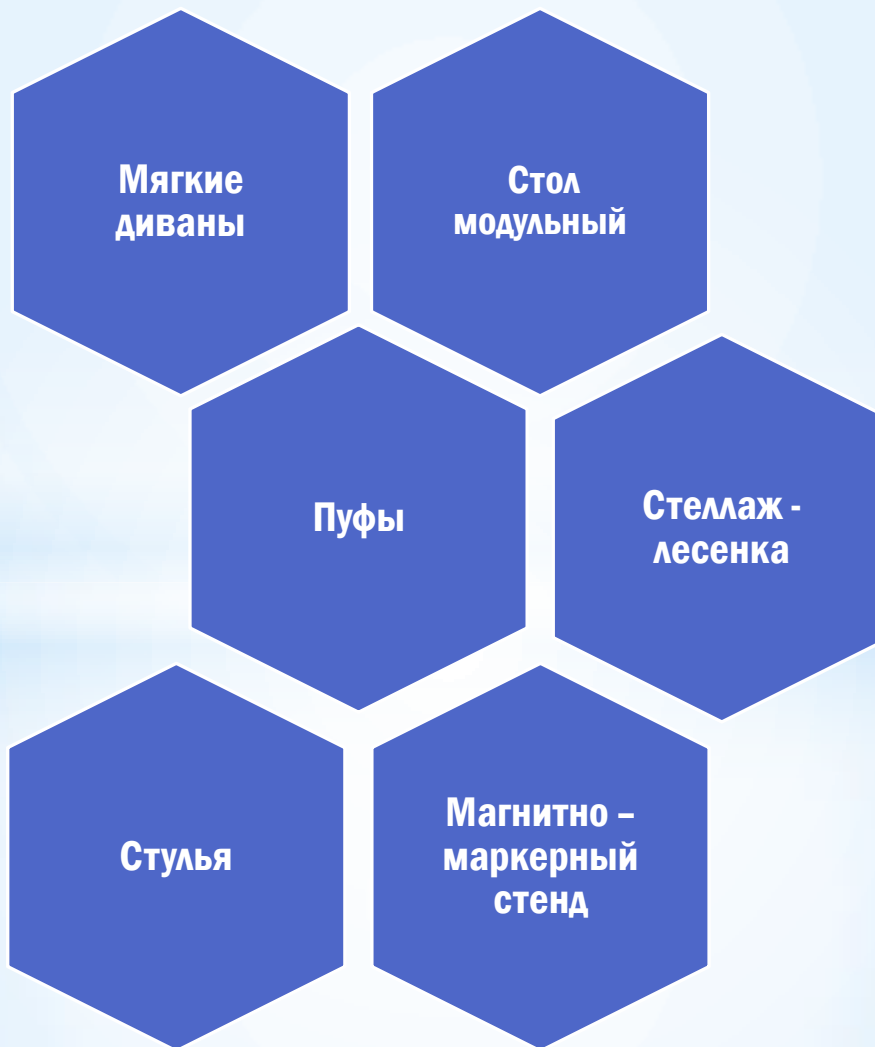 Мягкие
диваны
Стол
модульный
Пуфы
Стеллаж -
лесенка
Стулья
Магнитно –
маркерный
стенд